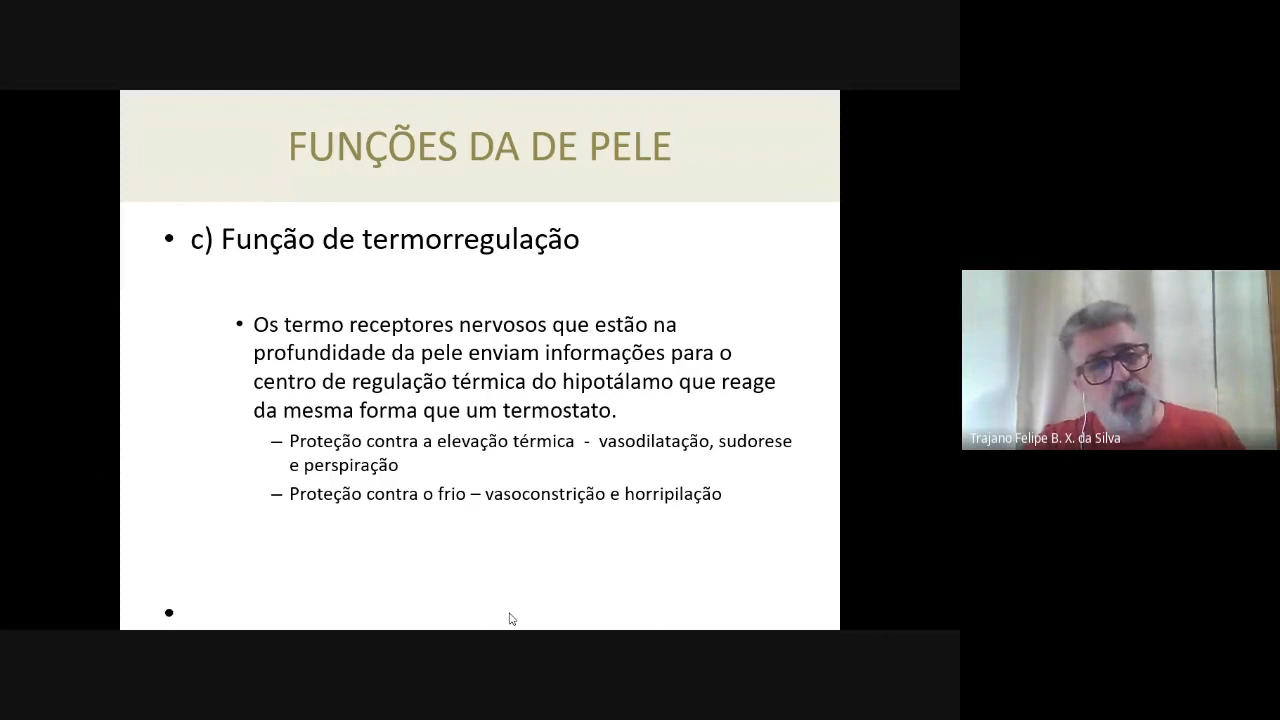 FUNÇÕES DA DE PELE
• c) Função de termorregulação
• Os termo receptores nervosos que estão na
profundidade da pele enviam informações para o
centro de regulação térmica do hipotálamo que reage
da mesma forma que um termostato.
– Proteção contra a elevação térmica - vasodilatação, sudorese
e perspiração
– Proteção contra o frio – vasoconstrição e horripilação
•
Trajano Felipe B. X. da Silva